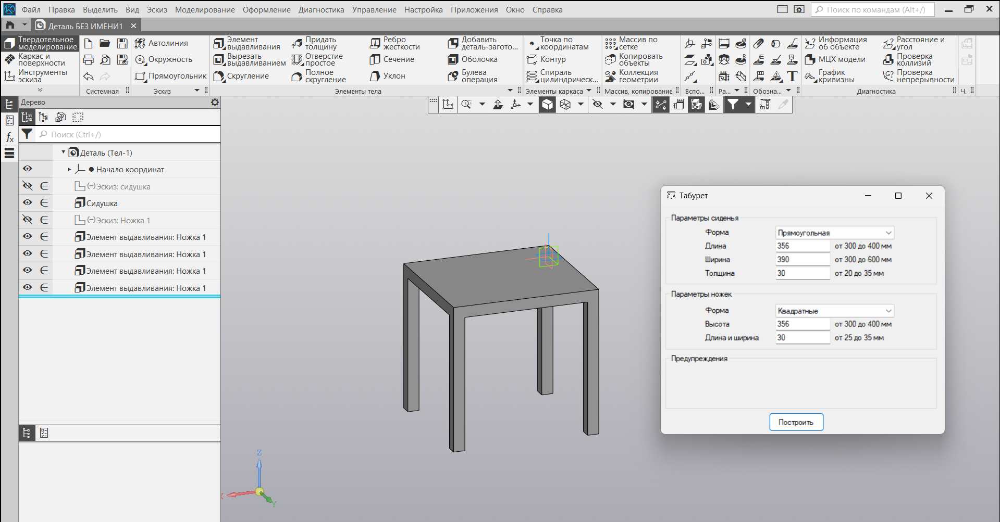 Файл Правка Выделить Вид Эскиз Моделирование Оформление Диагностика Управление Настройка Приложения Окно Справка
Поиск по командам (Alt+/)
Деталь БЕЗ ИМЕНИ1
Твердотельное моделирование
Каркас и поверхности
Инструменты эскиза
Системная
Автолиния
Окружность
Прямоугольник
Эскиз
Элемент выдавливания
Вырезать выдавливанием
Скругление
Придать толщину
Отверстие простое
Полное скругление
Ребро жесткости
Сечение
Уклон
Добавить деталь-загото...
Оболочка
Булева операция
Элементы тела
Точка по координатам
Контур
Спираль цилиндрическ...
Элементы каркаса
Массив по сетке
Копировать объекты
Коллекция геометрии
Массив, копирование
Вспо...
Ра...
Обозна...
Информация об объекте
МЦХ модели
График кривизны
Расстояние и угол
Проверка коллизий
Проверка непрерывности
Диагностика
Ч.
Дерево
Поиск (Ctrl+/)
Деталь (Тел-1)
Начало координат
(−)Эскиз: сидушка
Сидушка
(−)Эскиз: Ножка 1
Элемент выдавливания: Ножка 1
Элемент выдавливания: Ножка 1
Элемент выдавливания: Ножка 1
Элемент выдавливания: Ножка 1
Z
X
Y
Табурет
Параметры сиденья
Форма Прямоугольная
Длина 356 от 300 до 400 мм
Ширина 390 от 300 до 600 мм
Толщина 30 от 20 до 35 мм
Параметры ножек
Форма Квадратные
Высота 356 от 300 до 400 мм
Длина и ширина 30 от 25 до 35 мм
Предупреждения
Построить